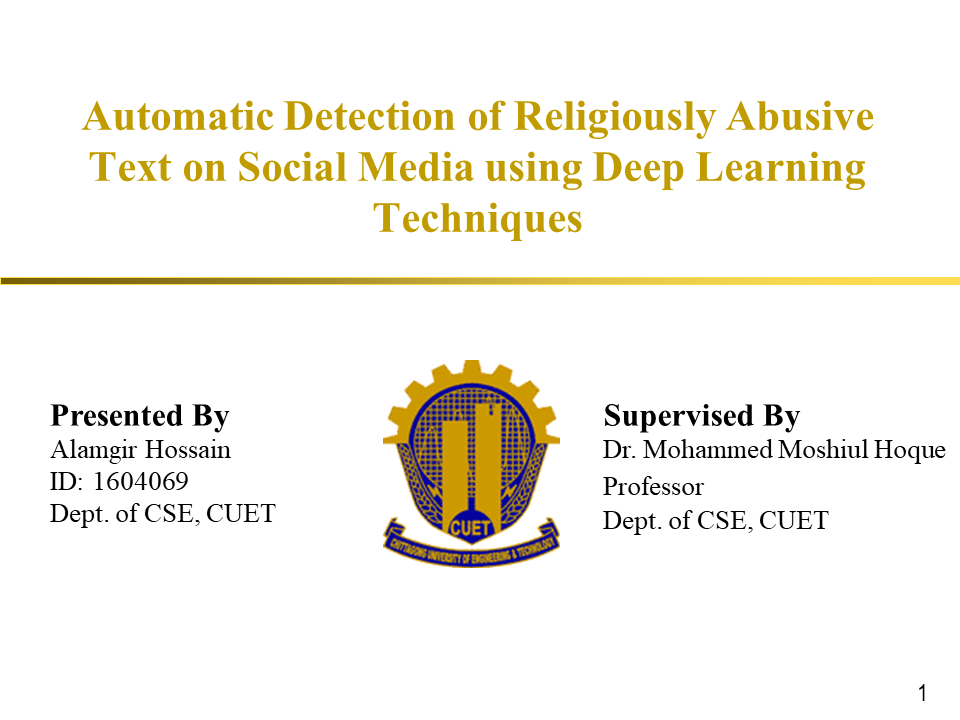 Automatic Detection of Religiously Abusive
Text on Social Media using Deep Learning
Techniques
Presented By
Alamgir Hossain
ID: 1604069
Dept. of CSE, CUET
CUET
CHITTAGONG UNIVERSITY OF ENGINEERING & TECHNOLOGY
Supervised By
Dr. Mohammed Moshiul Hoque
Professor
Dept. of CSE, CUET
1